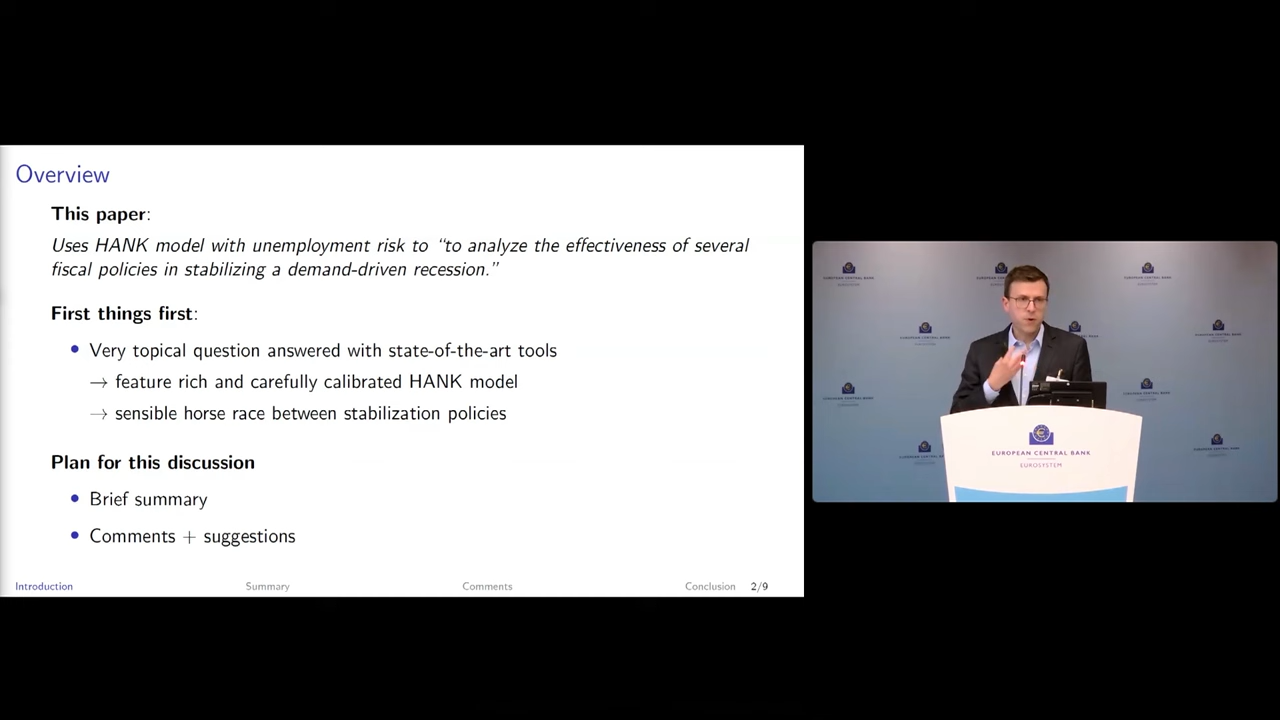 Overview
This paper:
Uses HANK model with unemployment risk to “to analyze the effectiveness of several
fiscal policies in stabilizing a demand-driven recession.”
First things first:
• Very topical question answered with state-of-the-art tools
→ feature rich and carefully calibrated HANK model
→ sensible horse race between stabilization policies
Plan for this discussion
• Brief summary
• Comments + suggestions
Introduction Summary Comments Conclusion 2/9
EUROPEAN CENTRAL BANK
EUROSYSTEM